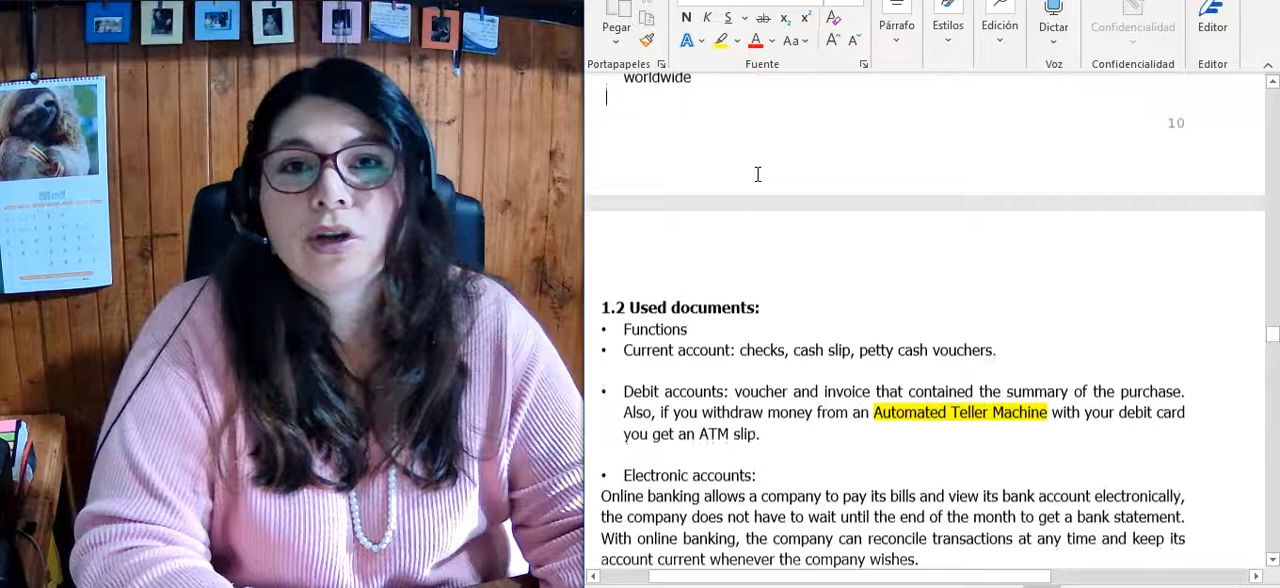 Pegar
N K S ab x₂ x²
A A Aa A A
Párrafo
Estilos
Edición
Dictar
Confidencialidad
Editor
Portapapeles
Fuente
Voz
Confidencialidad
Editor
worldwide
10
1.2 Used documents:
• Functions
• Current account: checks, cash slip, petty cash vouchers.
• Debit accounts: voucher and invoice that contained the summary of the purchase.
Also, if you withdraw money from an Automated Teller Machine with your debit card
you get an ATM slip.
• Electronic accounts:
Online banking allows a company to pay its bills and view its bank account electronically,
the company does not have to wait until the end of the month to get a bank statement.
With online banking, the company can reconcile transactions at any time and keep its
account current whenever the company wishes.